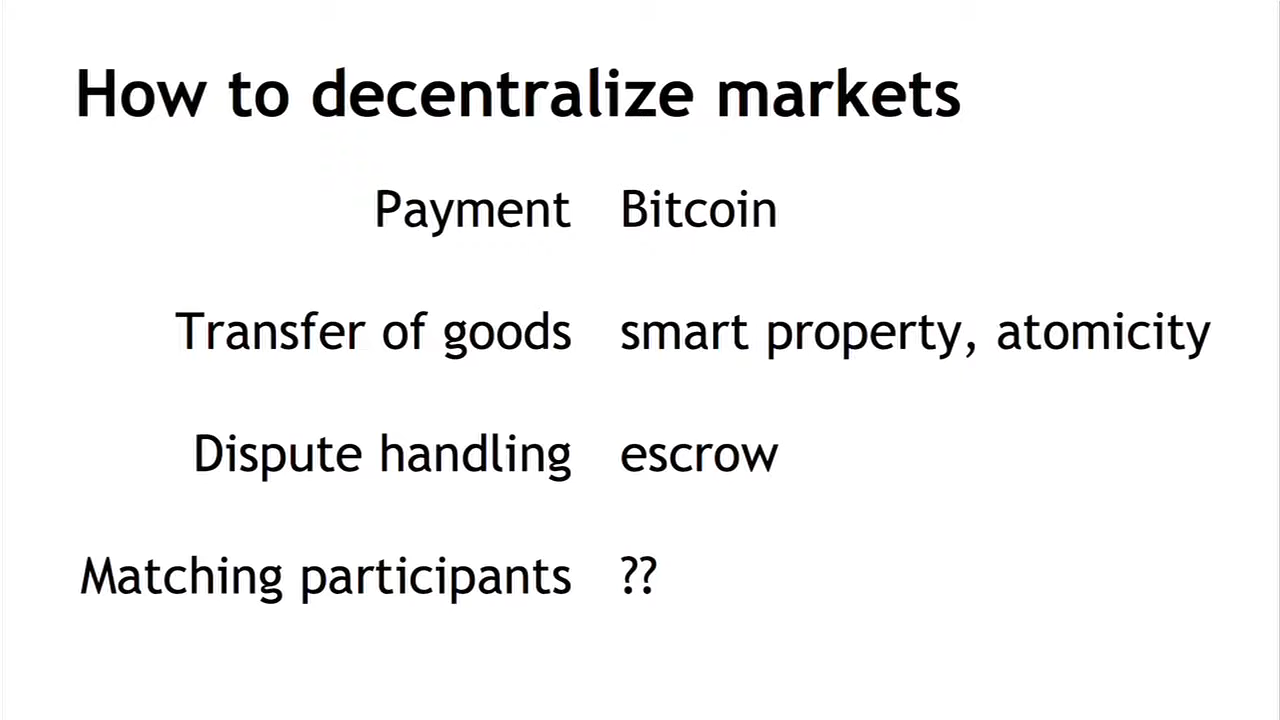 How to decentralize markets
Payment Bitcoin
Transfer of goods smart property, atomicity
Dispute handling escrow
Matching participants ??